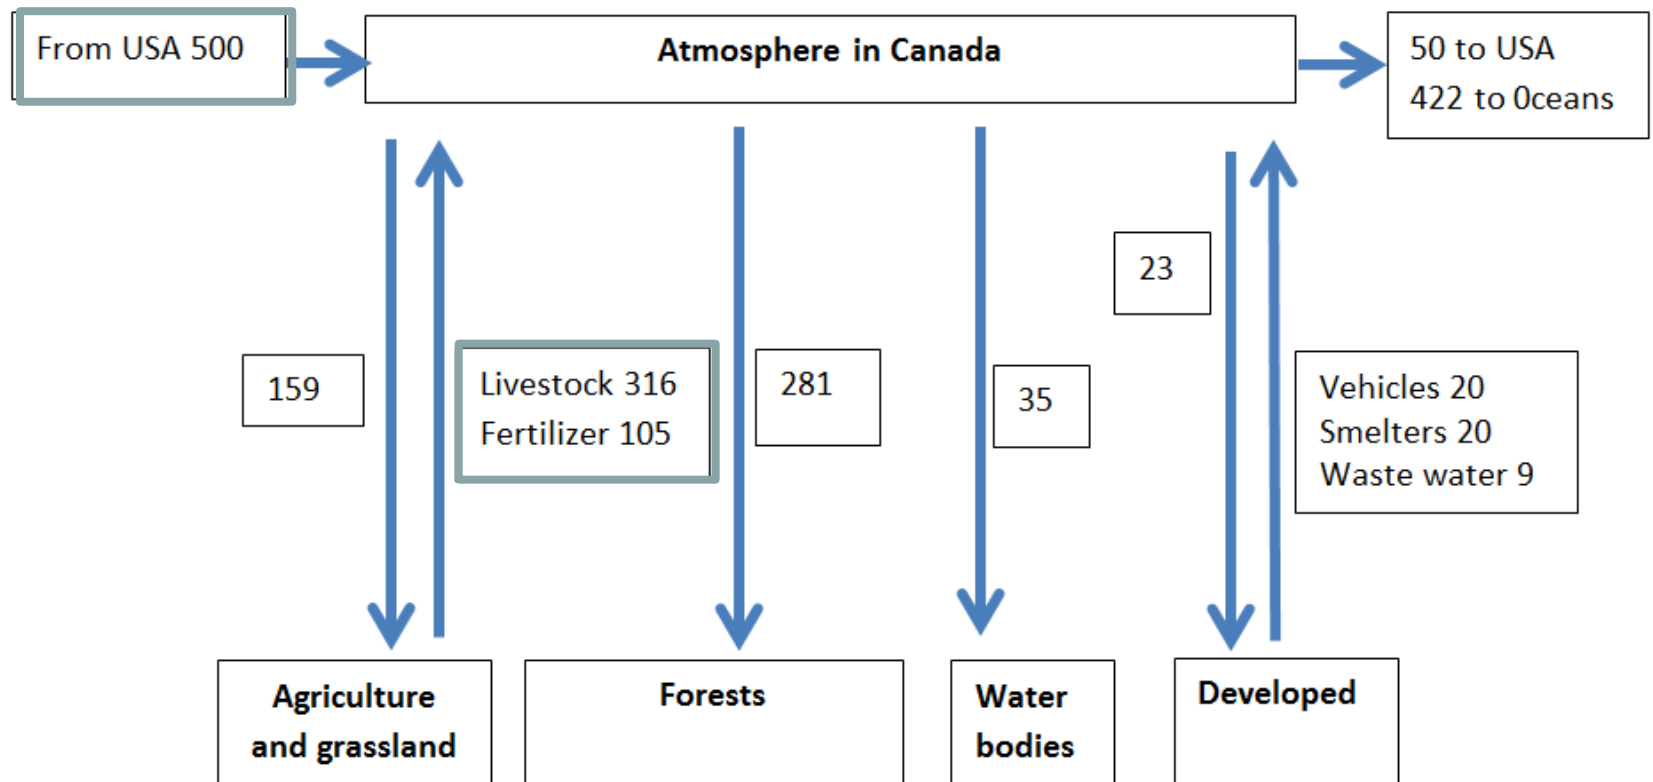 From USA 500
Atmosphere in Canada
50 to USA
422 to 0ceans
23
159
Livestock 316
Fertilizer 105
281
35
Vehicles 20
Smelters 20
Waste water 9
Agriculture
and grassland
Forests
Water
bodies
Developed